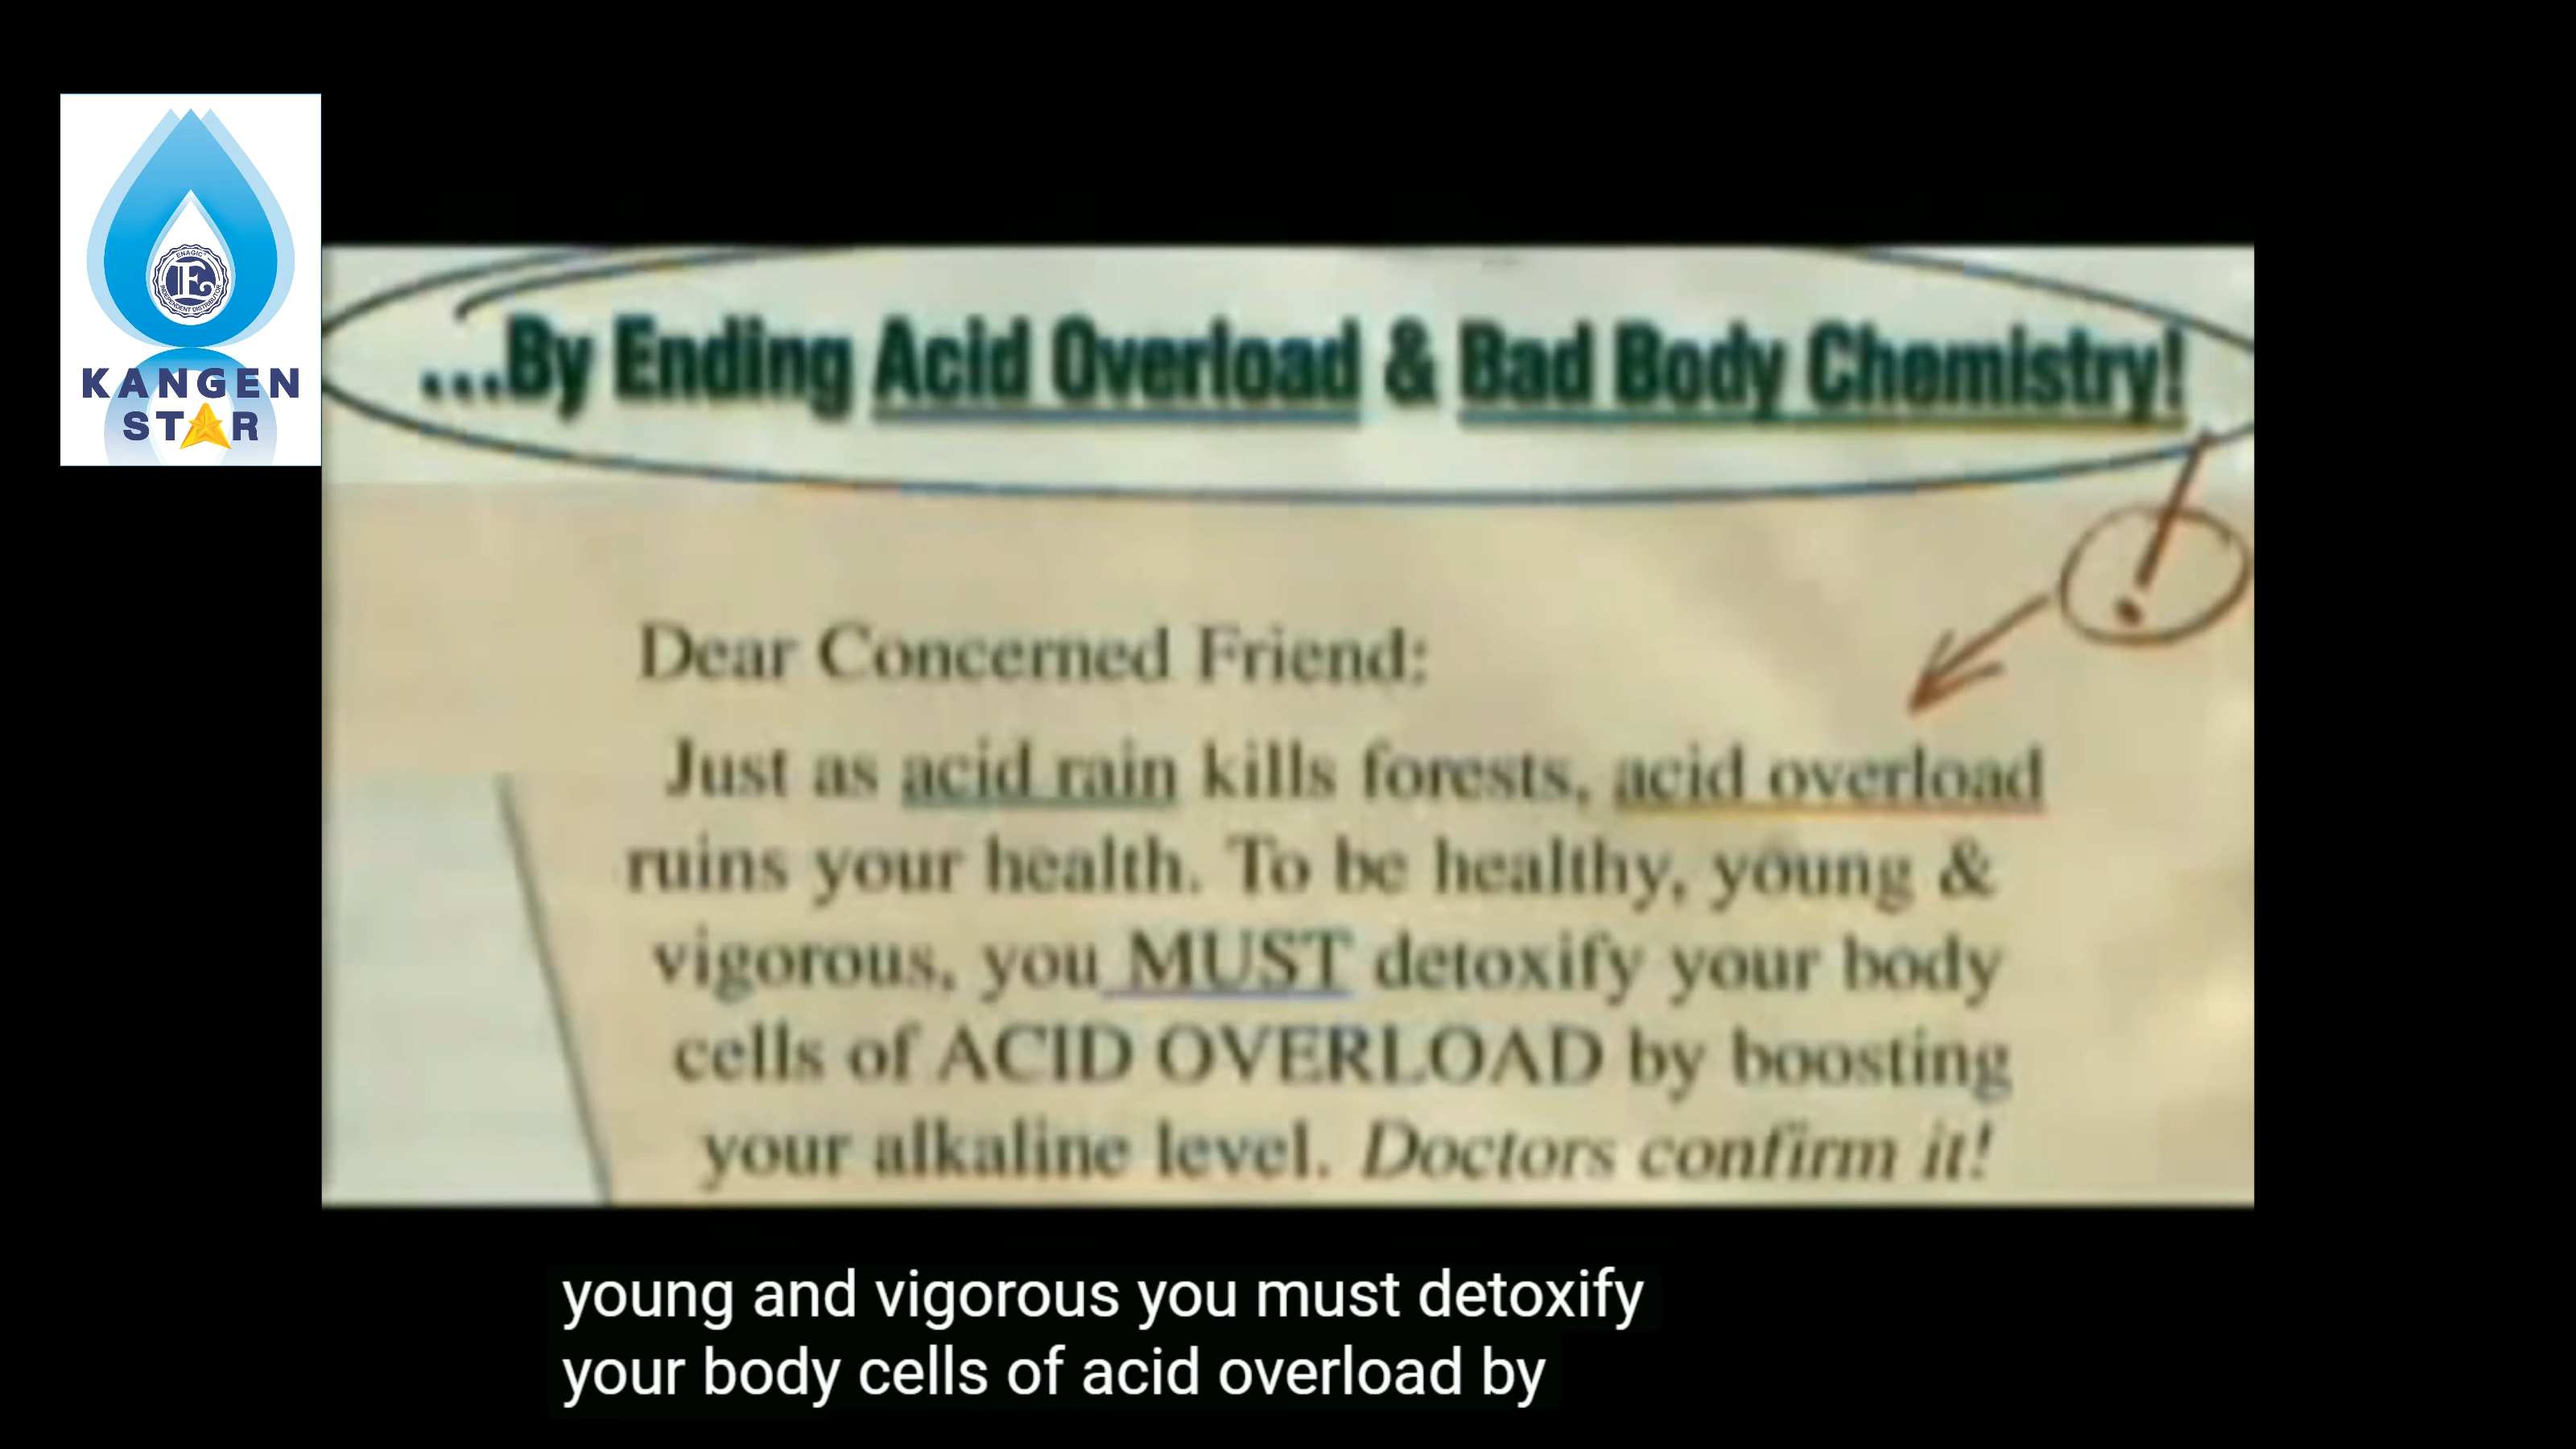 ENAGIC
E
INDEPENDENT DISTRIBUTOR
KANGEN
STAR
...By Ending Acid Overload & Bad Body Chemistry!
!
Dear Concerned Friend:
Just as acid rain kills forests, acid overload
ruins your health. To be healthy, young &
vigorous, you MUST detoxify your body
cells of ACID OVERLOAD by boosting
your alkaline level. Doctors confirm it!
young and vigorous you must detoxify
your body cells of acid overload by